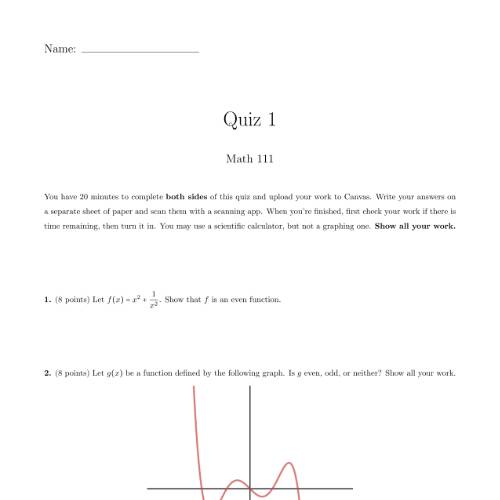 Name:
Quiz 1
Math 111
You have 20 minutes to complete both sides of this quiz and upload your work to Canvas. Write your answers on
a separate sheet of paper and scan them with a scanning app. When you're finished, first check your work if there is
time remaining, then turn it in. You may use a scientific calculator, but not a graphing one. Show all your work.
1. (8 points) Let f(x) = x² + 1/x². Show that f is an even function.
2. (8 points) Let g(x) be a function defined by the following graph. Is g even, odd, or neither? Show all your work.